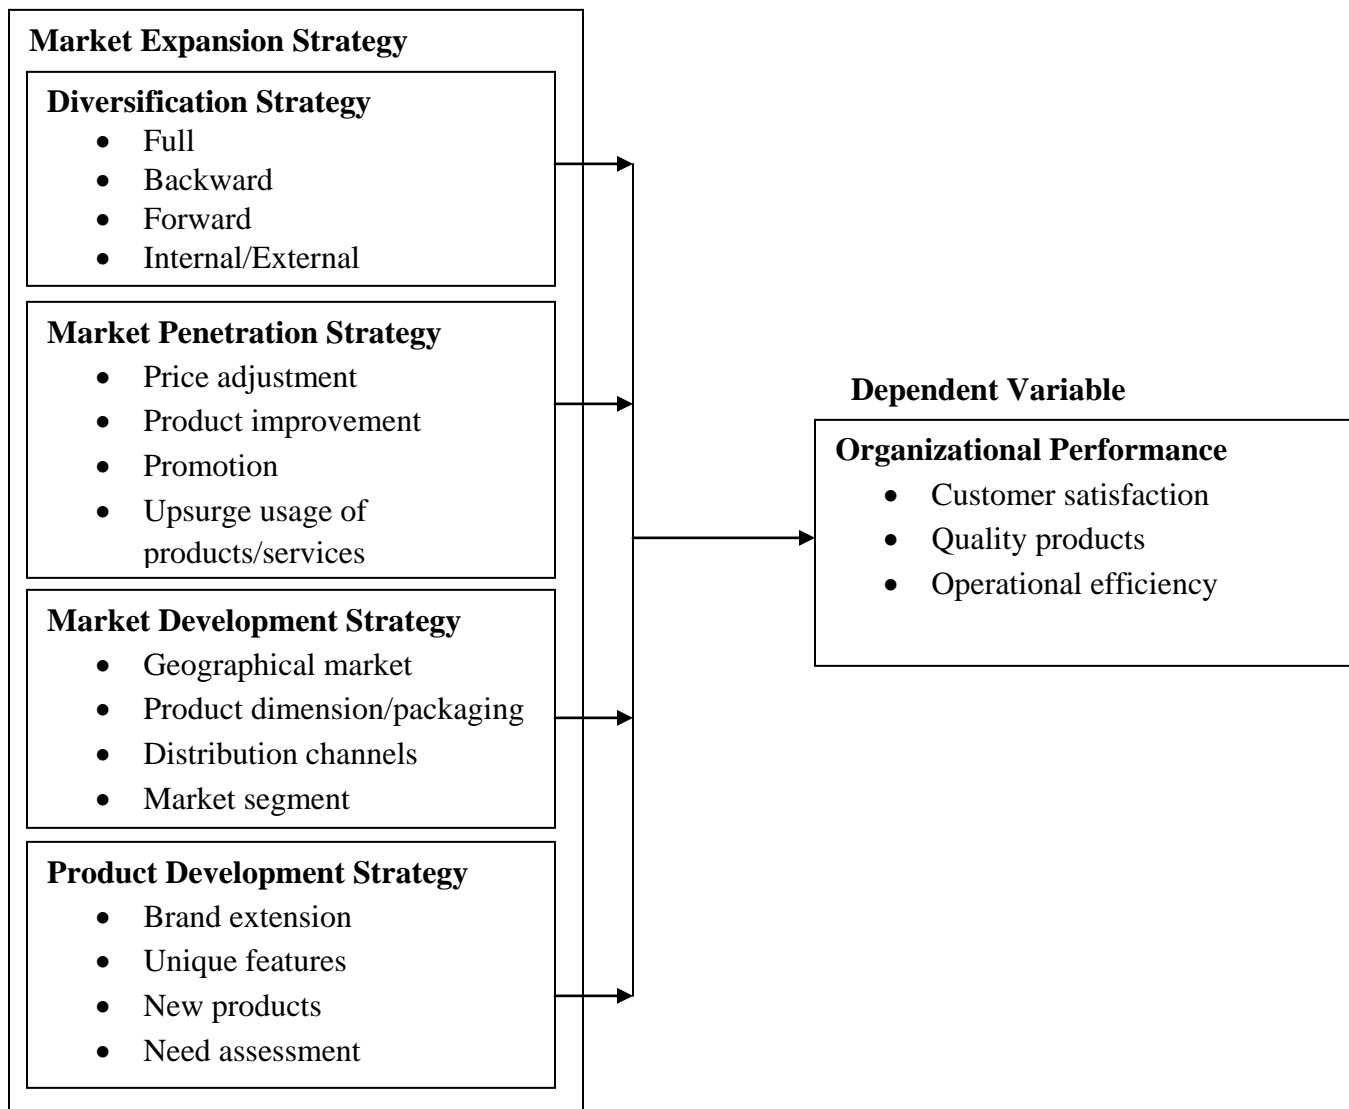 Market Expansion Strategy
Diversification Strategy
• Full
• Backward
• Forward
• Internal/External
Market Penetration Strategy
• Price adjustment
• Product improvement
• Promotion
• Upsurge usage of
products/services
Market Development Strategy
• Geographical market
• Product dimension/packaging
• Distribution channels
• Market segment
Product Development Strategy
• Brand extension
• Unique features
• New products
• Need assessment
Dependent Variable
Organizational Performance
• Customer satisfaction
• Quality products
• Operational efficiency